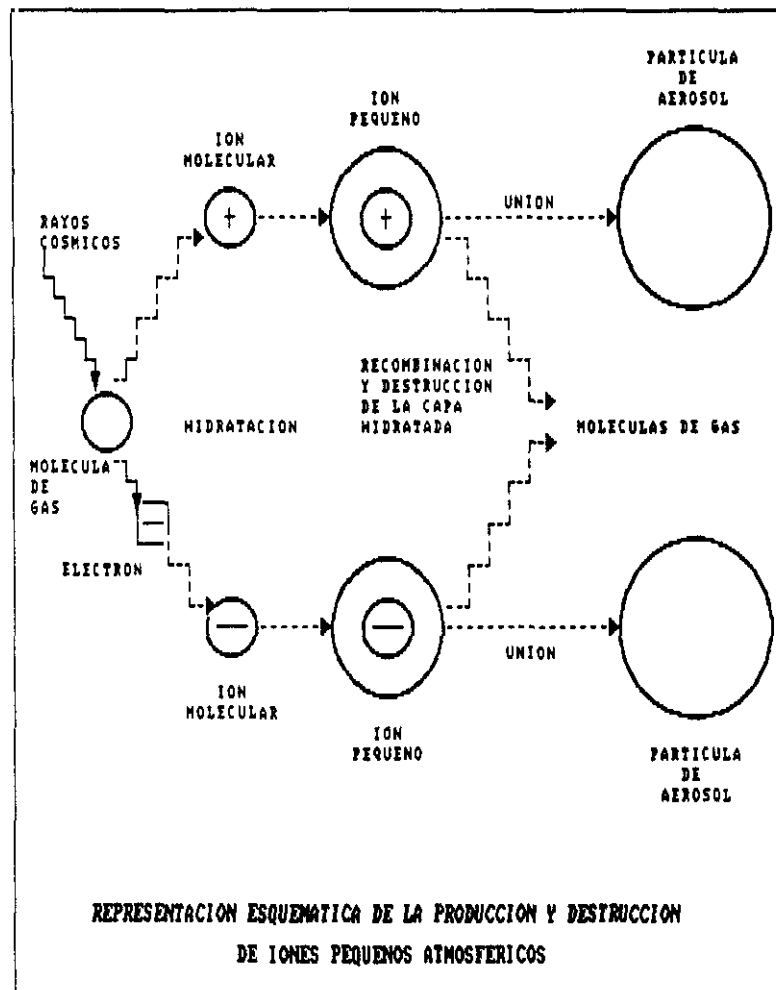 PARTICULA
DE
AEROSOL
ION
PEQUENO
ION
MOLECULAR
+
+
UNION
RAYOS
COSMICOS
RECOMBINACION
Y DESTRUCCION
DE LA CAPA
HIDRATADA
HIDRATACION
MOLECULAS DE GAS
MOLECULA
DE
GAS
−
ELECTRON
−
−
UNION
ION
MOLECULAR
ION
PEQUENO
PARTICULA
DE
AEROSOL
REPRESENTACION ESQUEMATICA DE LA PRODUCCION Y DESTRUCCION
DE IONES PEQUENOS ATMOSFERICOS